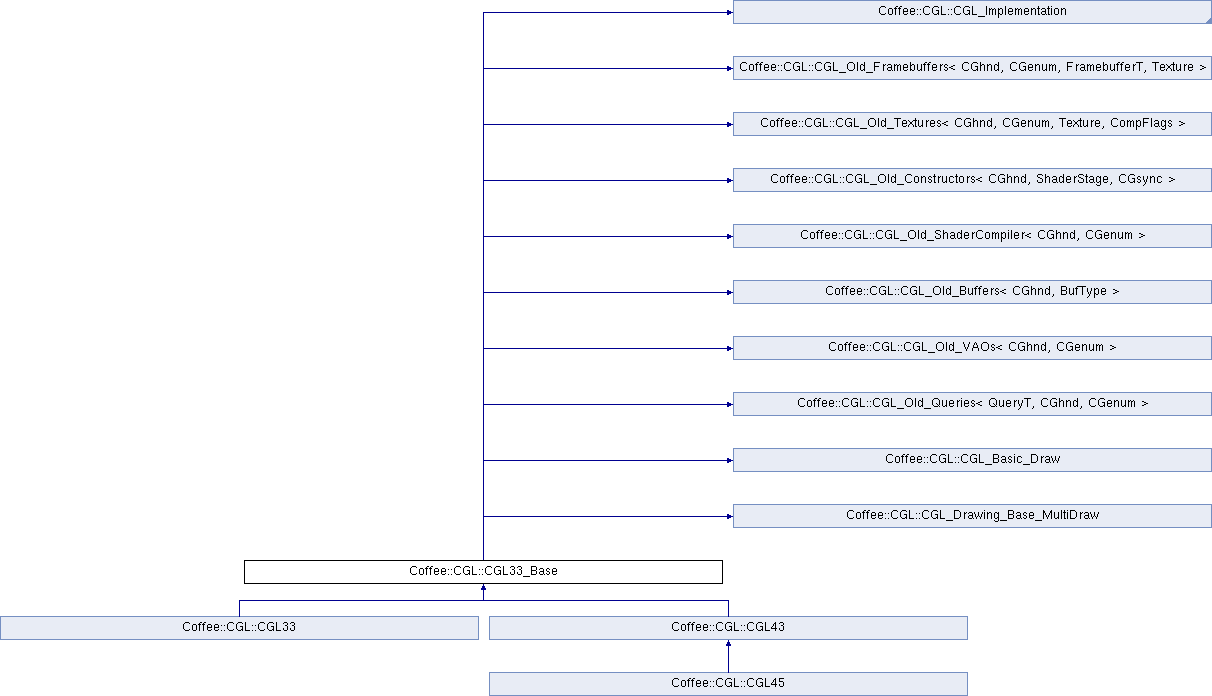 Coffee::CGL::CGL_Implementation
Coffee::CGL::CGL_Old_Framebuffers< CGhnd, CGenum, FramebufferT, Texture >
Coffee::CGL::CGL_Old_Textures< CGhnd, CGenum, Texture, CompFlags >
Coffee::CGL::CGL_Old_Constructors< CGhnd, ShaderStage, CGsync >
Coffee::CGL::CGL_Old_ShaderCompiler< CGhnd, CGenum >
Coffee::CGL::CGL_Old_Buffers< CGhnd, BufType >
Coffee::CGL::CGL_Old_VAOs< CGhnd, CGenum >
Coffee::CGL::CGL_Old_Queries< QueryT, CGhnd, CGenum >
Coffee::CGL::CGL_Basic_Draw
Coffee::CGL::CGL_Drawing_Base_MultiDraw
Coffee::CGL::CGL33_Base
Coffee::CGL::CGL33
Coffee::CGL::CGL43
Coffee::CGL::CGL45